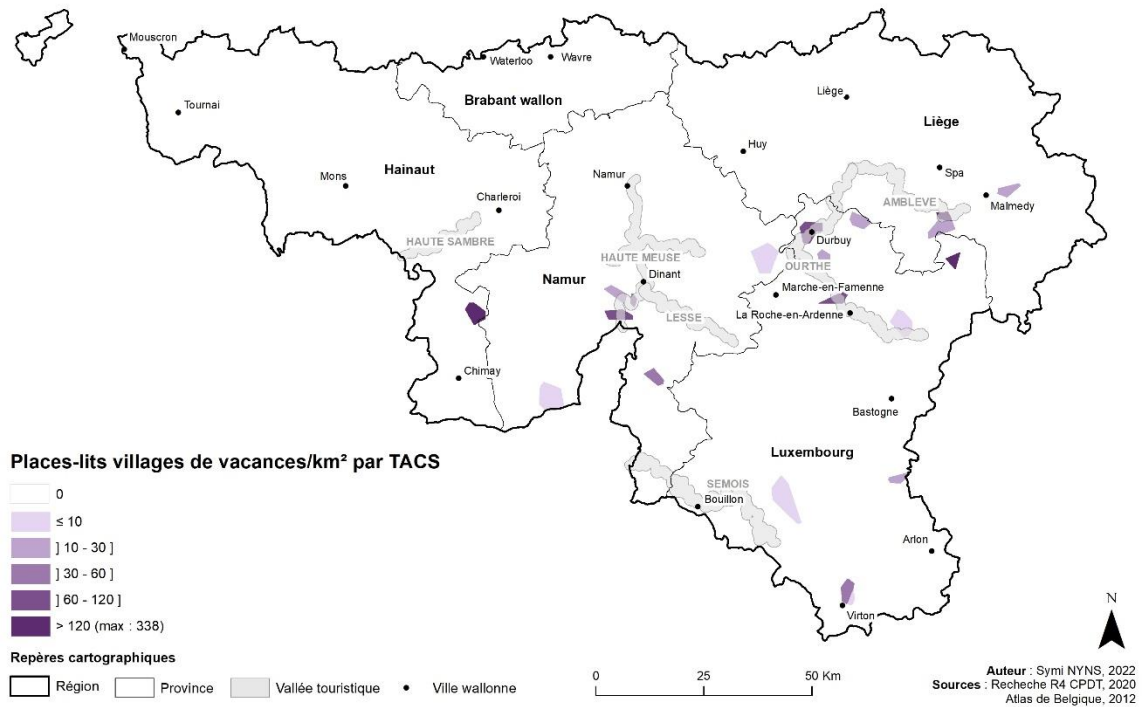 Mouscron
Waterloo
Wavre
Brabant wallon
Tournai
Liège
Liège
Huy
Hainaut
Mons
Namur
Spa
Charleroi
AMBLEVE
Malmedy
HAUTE SAMBRE
Durbuy
HAUTE MEUSE
OURTHE
Namur
Dinant
Marche-en-Famenne
LESSE
La Roche-en-Ardenne
Chimay
Bastogne
Luxembourg
SEMOIS
Bouillon
Arlon
Virton
Places-lits villages de vacances/km² par TACS
0
≤ 10
] 10 - 30 ]
] 30 - 60 ]
] 60 - 120 ]
> 120 (max : 338)
Repères cartographiques
Région
Province
Vallée touristique
Ville wallonne
0 25 50 Km
N
Auteur : Symi NYNS, 2022
Sources : Recheche R4 CPDT, 2020
Atlas de Belgique, 2012